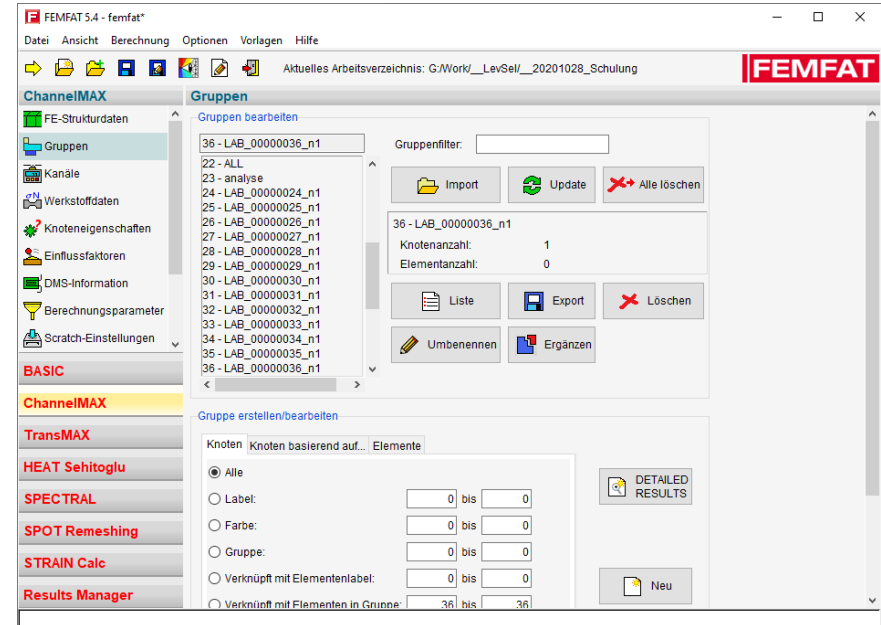 FEMFAT 5.4 - femfat*
Datei Ansicht Berechnung Optionen Vorlagen Hilfe
Aktuelles Arbeitsverzeichnis: G:/Work/__LevSel/__20201028_Schulung
FEMFAT
ChannelMAX
FE-Strukturdaten
Gruppen
Kanäle
σN
Werkstoffdaten
Knoteneigenschaften
Einflussfaktoren
DMS-Information
Berechnungsparameter
Scratch-Einstellungen
BASIC
ChannelMAX
TransMAX
HEAT Sehitoglu
SPECTRAL
SPOT Remeshing
STRAIN Calc
Results Manager
Gruppen
Gruppen bearbeiten
36 - LAB_00000036_n1
Gruppenfilter:
22 - ALL
23 - analyse
24 - LAB_00000024_n1
25 - LAB_00000025_n1
26 - LAB_00000026_n1
27 - LAB_00000027_n1
28 - LAB_00000028_n1
29 - LAB_00000029_n1
30 - LAB_00000030_n1
31 - LAB_00000031_n1
32 - LAB_00000032_n1
33 - LAB_00000033_n1
34 - LAB_00000034_n1
35 - LAB_00000035_n1
36 - LAB_00000036_n1
Import
Update
Alle löschen
36 - LAB_00000036_n1
Knotenanzahl: 1
Elementanzahl: 0
Liste
Export
Löschen
Umbenennen
Ergänzen
Gruppe erstellen/bearbeiten
Knoten Knoten basierend auf... Elemente
Alle
Label: 0 bis 0
Farbe: 0 bis 0
Gruppe: 0 bis 0
Verknüpft mit Elementenlabel: 0 bis 0
Verknüpft mit Elementen in Gruppe: 36 bis 36
DETAILED
RESULTS
Neu